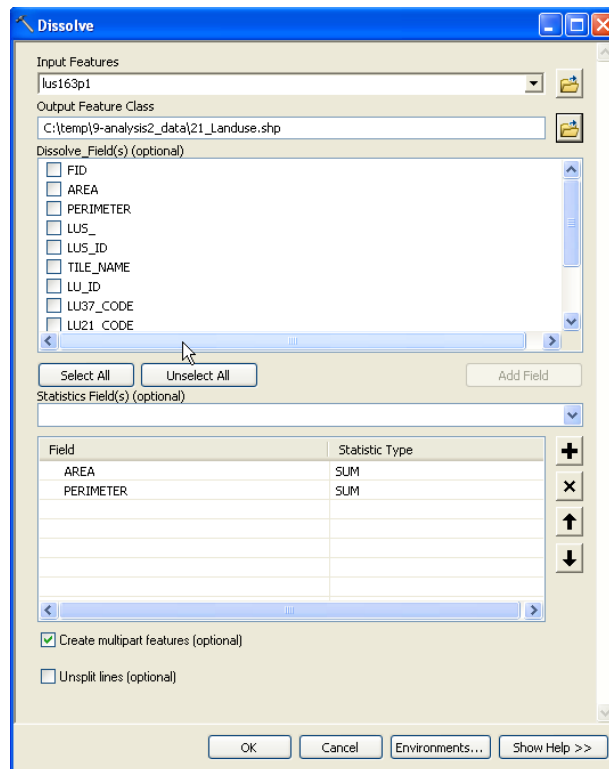 Dissolve
Input Features
lus163p1
Output Feature Class
C:\temp\9-analysis2_data\21_Landuse.shp
Dissolve_Field(s) (optional)
FID
AREA
PERIMETER
LUS_
LUS_ID
TILE_NAME
LU_ID
LU37_CODE
LU21_CODE
Select All Unselect All Add Field
Statistics Field(s) (optional)
Field Statistic Type
AREA SUM
PERIMETER SUM
Create multipart features (optional)
Unsplit lines (optional)
OK Cancel Environments... Show Help >>